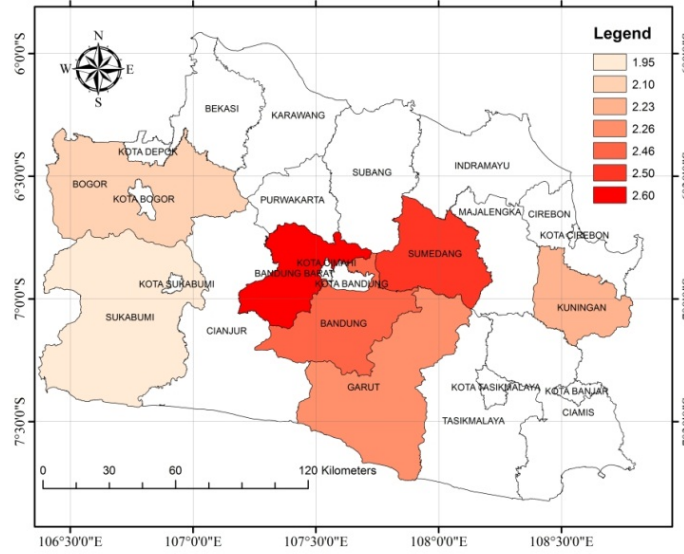 N
W E
S
Legend
1.95
2.10
2.23
2.26
2.46
2.50
2.60
6°0'0"S
6°30'0"S
7°0'0"S
7°30'0"S
BEKASI
KARAWANG
KOTA DEPOK
SUBANG
INDRAMAYU
BOGOR
KOTA BOGOR
PURWAKARTA
MAJALENGKA
CIREBON
KOTA CIREBON
SUMEDANG
KOTA CIMAHI
BANDUNG BARAT
KOTA BANDUNG
KOTA SUKABUMI
SUKABUMI
CIANJUR
BANDUNG
KUNINGAN
GARUT
KOTA TASIKMALAYA
KOTA BANJAR
CIAMIS
TASIKMALAYA
0 30 60 120 Kilometers
106°30'0"E 107°0'0"E 107°30'0"E 108°0'0"E 108°30'0"E